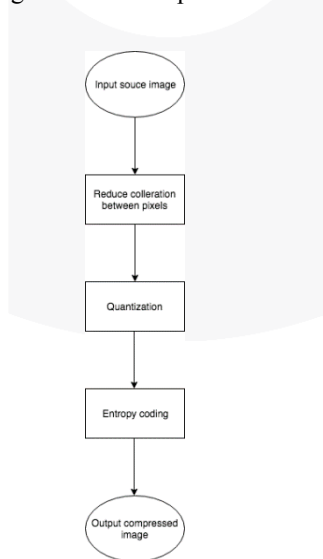 Input souce image
Reduce colleration
between pixels
Quantization
Entropy coding
Output compressed
image